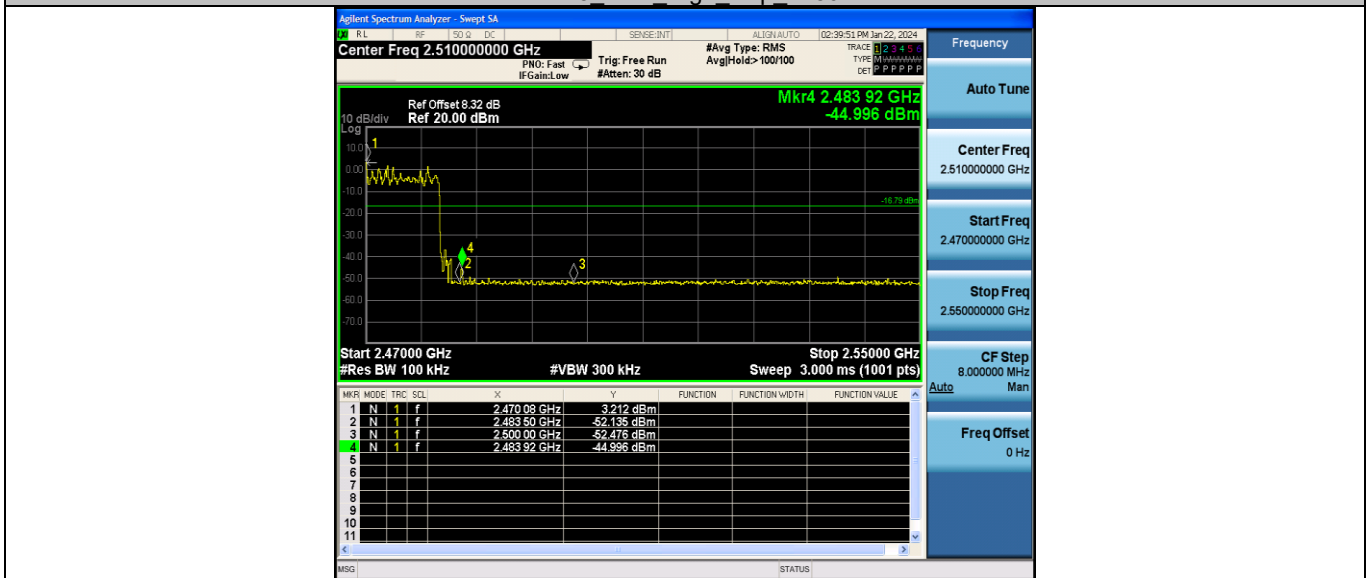 Agilent Spectrum Analyzer - Swept SA
RL RF 50 Ω DC SENSE:INT ALIGNAUTO 02:39:51 PM Jan 22, 2024
Center Freq 2.510000000 GHz
PNO: Fast
IFGain:Low
Trig: Free Run
#Atten: 30 dB
#Avg Type: RMS
Avg|Hold:>100/100
TRACE 1 2 3 4 5 6
TYPE M
DET P P P P P P
Ref Offset 8.32 dB
10 dB/div Ref 20.00 dBm
Log
Mkr4 2.483 92 GHz
-44.996 dBm
10.0
0.00
-10.0
-20.0
-30.0
-40.0
-50.0
-60.0
-70.0
1
4
2
3
-16.79 dBm
Start 2.47000 GHz Stop 2.55000 GHz
#Res BW 100 kHz #VBW 300 kHz Sweep 3.000 ms (1001 pts)
MKR MODE TRC SCL X Y FUNCTION FUNCTION WIDTH FUNCTION VALUE
1 N 1 f 2.470 08 GHz 3.212 dBm
2 N 1 f 2.483 50 GHz -52.135 dBm
3 N 1 f 2.500 00 GHz -52.476 dBm
4 N 1 f 2.483 92 GHz -44.996 dBm
5
6
7
8
9
10
11
MSG STATUS
Frequency
Auto Tune
Center Freq
2.510000000 GHz
Start Freq
2.470000000 GHz
Stop Freq
2.550000000 GHz
CF Step
8.000000 MHz
Auto Man
Freq Offset
0 Hz